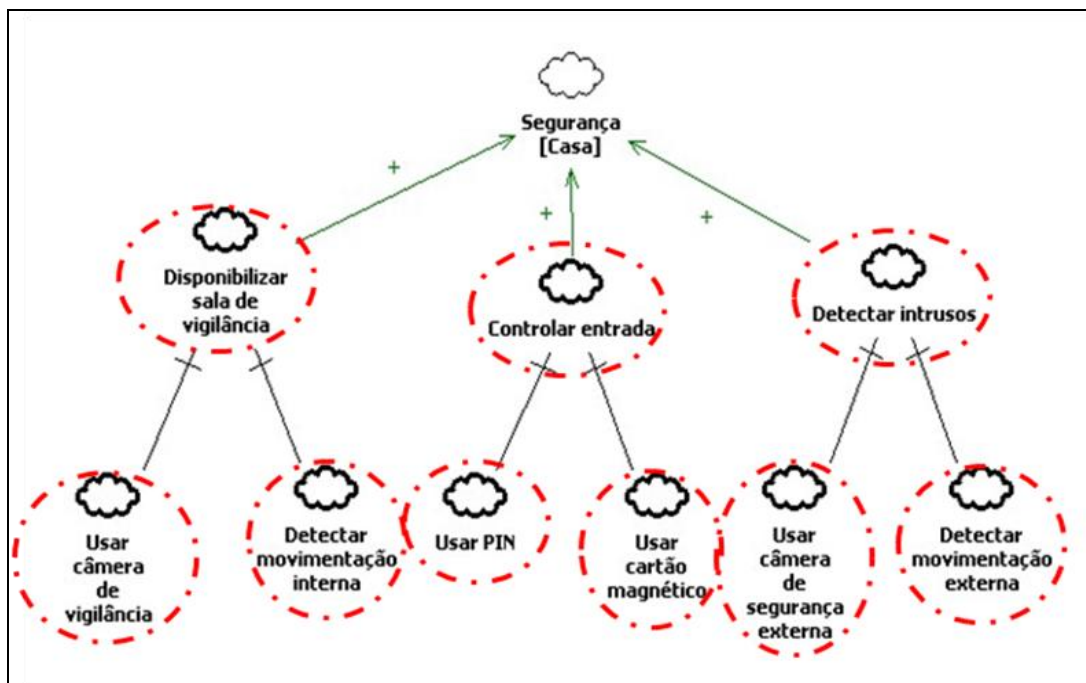 Segurança
[Casa]
+
+
+
Disponibilizar
sala de
vigilância
Controlar entrada
Detectar intrusos
Usar
câmera
de
vigilância
Detectar
movimentação
interna
Usar PIN
Usar
cartão
magnético
Usar
câmera
de
segurança
externa
Detectar
movimentação
externa